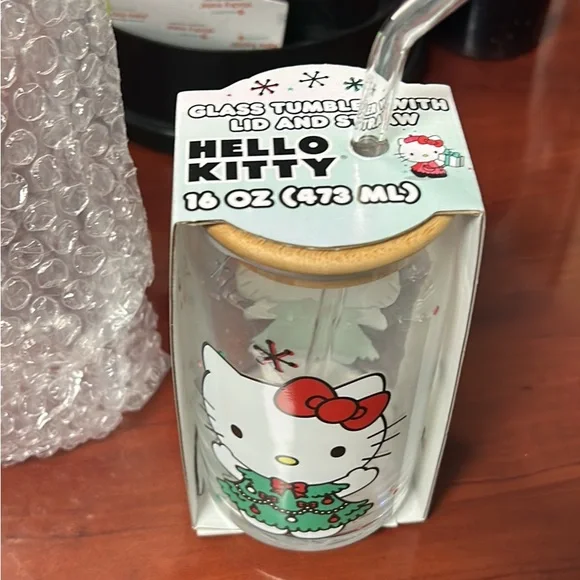 GLASS TUMBLER WITH
LID AND STRAW
HELLO
KITTY
16 OZ (473 ML)